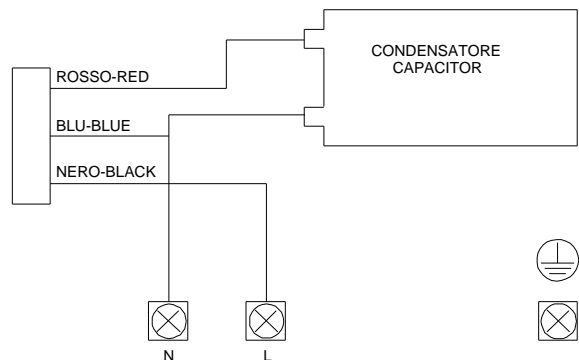 CONDENSATORE
CAPACITOR
ROSSO-RED
BLU-BLUE
NERO-BLACK
N
L